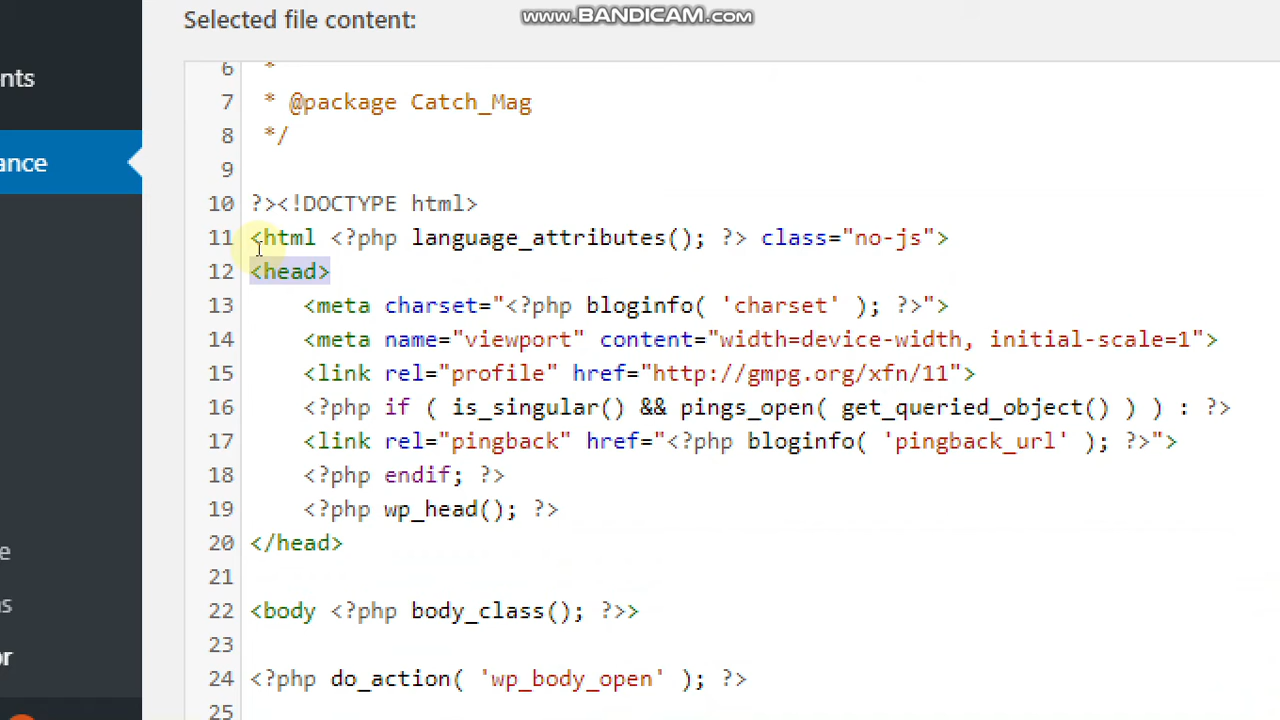 www.BANDICAM.com
Selected file content:
nts
ance
e
ns
or
6 *
7 * @package Catch_Mag
8 */
9
10 ?><!DOCTYPE html>
11 <html <?php language_attributes(); ?> class="no-js">
12 <head>
13 <meta charset="<?php bloginfo( 'charset' ); ?>">
14 <meta name="viewport" content="width=device-width, initial-scale=1">
15 <link rel="profile" href="http://gmpg.org/xfn/11">
16 <?php if ( is_singular() && pings_open( get_queried_object() ) ) : ?>
17 <link rel="pingback" href="<?php bloginfo( 'pingback_url' ); ?>">
18 <?php endif; ?>
19 <?php wp_head(); ?>
20 </head>
21
22 <body <?php body_class(); ?>>
23
24 <?php do_action( 'wp_body_open' ); ?>
25